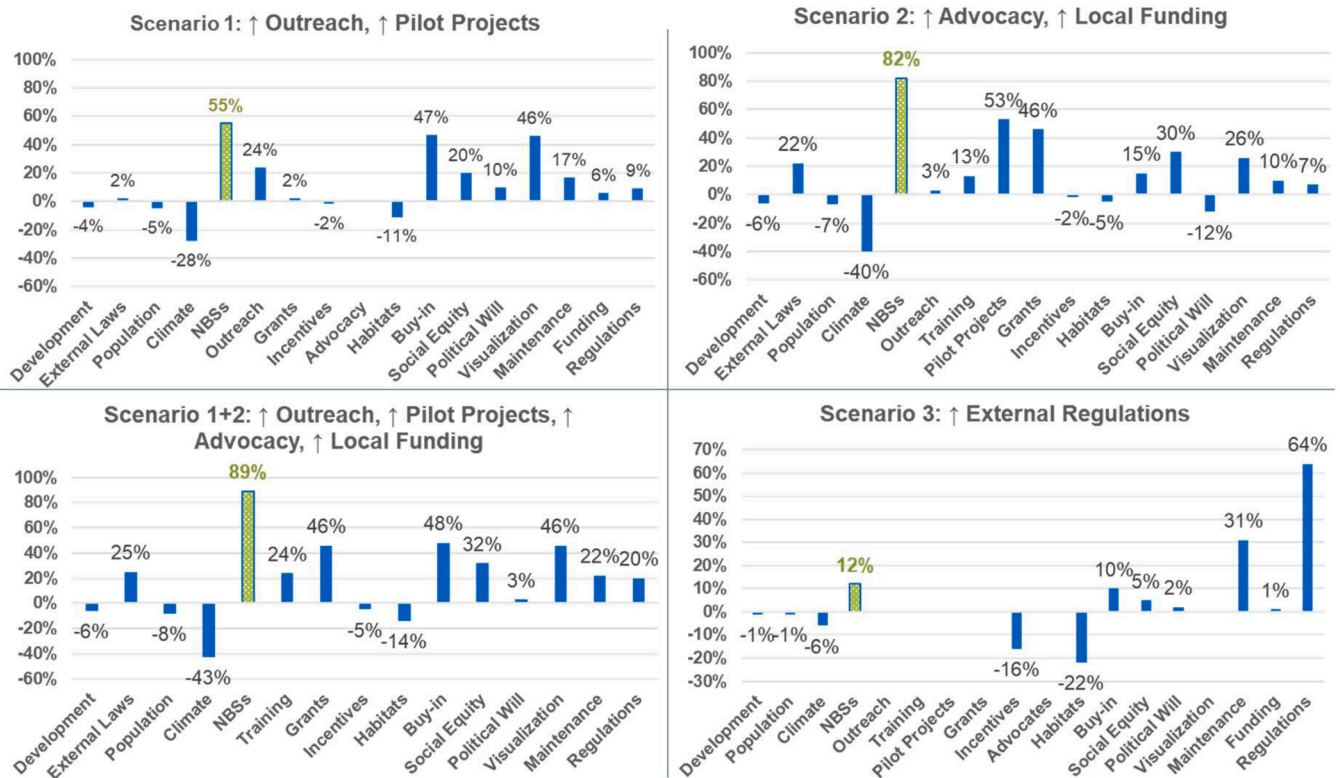 Scenario 1: ↑ Outreach, ↑ Pilot Projects
100%
80%
60%
40%
20%
0%
-20%
-40%
-60%
-4%
2%
-5%
-28%
55%
24%
2%
-2%
-11%
47%
20%
10%
46%
17%
6%
9%
Development
External Laws
Population
Climate
NBSs
Outreach
Grants
Incentives
Advocacy
Habitats
Buy-in
Social Equity
Political Will
Visualization
Maintenance
Funding
Regulations
Scenario 2: ↑ Advocacy, ↑ Local Funding
100%
80%
60%
40%
20%
0%
-20%
-40%
-60%
-6%
22%
-7%
-40%
82%
3%
13%
53%
46%
-2%
-5%
15%
30%
-12%
26%
10%
7%
Development
External Laws
Population
Climate
NBSs
Outreach
Training
Pilot Projects
Grants
Incentives
Habitats
Buy-in
Social Equity
Political Will
Visualization
Maintenance
Regulations
Scenario 1+2: ↑ Outreach, ↑ Pilot Projects, ↑
Advocacy, ↑ Local Funding
100%
80%
60%
40%
20%
0%
-20%
-40%
-60%
-6%
25%
-8%
-43%
89%
24%
46%
-5%
-14%
48%
32%
3%
46%
22%
20%
Development
External Laws
Population
Climate
NBSs
Training
Grants
Incentives
Habitats
Buy-in
Social Equity
Political Will
Visualization
Maintenance
Regulations
Scenario 3: ↑ External Regulations
70%
60%
50%
40%
30%
20%
10%
0%
-10%
-20%
-30%
-1%
-1%
-6%
12%
-16%
-22%
10%
5%
2%
31%
1%
64%
Development
Population
Climate
NBSs
Outreach
Training
Pilot Projects
Grants
Incentives
Advocates
Habitats
Buy-in
Social Equity
Political Will
Visualization
Maintenance
Funding
Regulations